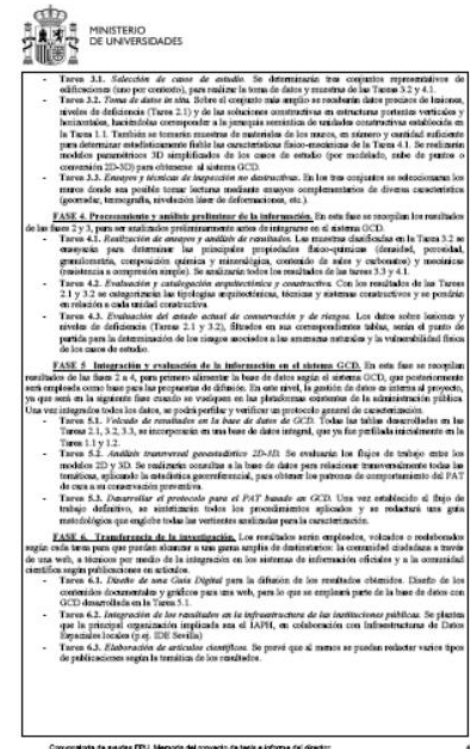 MINISTERIO
DE UNIVERSIDADES
- Tarea 3.1. Selección de casos de estudio. Se determinarán tres conjuntos representativos de
edificaciones (uno por contexto), para realizar la toma de datos y muestras de las Tareas 3.2 y 4.1.
- Tarea 3.2. Toma de datos in situ. Sobre el conjunto más amplio se recabarán datos precisos de lesiones,
niveles de deficiencia (Tarea 2.1) y de las soluciones constructivas en estructuras portantes verticales y
horizontales, haciéndolas corresponder a la jerarquía semántica de unidades constructivas establecida en
la Tarea 1.1. También se tomarán muestras de materiales de los muros, en número y cantidad suficiente
para determinar estadísticamente fiable las características físico-mecánicas de la Tarea 4.1. Se realizarán
modelos paramétricos 3D simplificados de los casos de estudio (por modelado, nube de puntos o
conversión 2D-3D) para obtenerse al sistema GCD.
- Tarea 3.3. Ensayos y técnicas de inspección no destructivas. En los tres conjuntos se seleccionarán los
muros donde sea posible tomar lecturas mediante ensayos complementarios de diversa característica
(georradar, termografía, nivelación láser de deformaciones, etc.).
FASE 4. Procesamiento y análisis preliminar de la información. En esta fase se recopilan los resultados
de las fases 2 y 3, para ser analizados preliminarmente antes de integrarse en el sistema GCD.
- Tarea 4.1. Realización de ensayos y análisis de resultados. Las muestras clasificadas en la Tarea 3.2 se
ensayarán para determinar las principales propiedades físico-químicas (densidad, porosidad,
granulometría, composición química y mineralógica, contenido de sales y carbonatos) y mecánicas
(resistencia a compresión simple). Se analizarán todos los resultados de las tareas 3.3 y 4.1.
- Tarea 4.2. Evaluación y catalogación arquitectónica y constructiva. Con los resultados de las Tareas
2.1 y 3.2 se categorizarán las tipologías arquitectónicas, técnicas y sistemas constructivos y se pondrán
en relación a cada unidad constructiva.
- Tarea 4.3. Evaluación del estado actual de conservación y de riesgos. Los datos sobre lesiones y
niveles de deficiencia (Tareas 2.1 y 3.2), filtrados en sus correspondientes tablas, serán el punto de
partida para la determinación de los riesgos asociados a las amenazas naturales y la vulnerabilidad física
de los casos de estudio.
FASE 5 Integración y evaluación de la información en el sistema GCD. En esta fase se recopilan
resultados de las fases 2 a 4, para primero alimentar la base de datos según el sistema GCD, que posteriormente
será empleada como base para las propuestas de difusión. En este nivel, la gestión de datos es interna al proyecto,
ya que será en la siguiente fase cuando se vuelquen en las plataformas existentes de la administración pública.
Una vez integrados todos los datos, se podrá perfilar y verificar un protocolo general de caracterización.
- Tarea 5.1. Volcado de resultados en la base de datos de GCD. Todas las tablas desarrolladas en las
Tareas 2.1, 3.2, 3.3, se incorporarán en una base de datos integral, que ya fue perfilada inicialmente en la
Tarea 1.1 y 1.2.
- Tarea 5.2. Análisis transversal geoestadístico 2D-3D. Se evaluarán los flujos de trabajo entre los
modelos 2D y 3D. Se realizarán consultas a la base de datos para relacionar transversalmente todas las
temáticas, aplicando la estadística georreferencial, para obtener los patrones de comportamiento del PAT
de cara a su conservación preventiva.
- Tarea 5.3. Desarrollar el protocolo para el PAT basado en GCD. Una vez establecido el flujo de
trabajo definitivo, se sintetizarán todos los procedimientos aplicados y se redactará una guía
metodológica que englobe todas las vertientes analizadas para la caracterización.
FASE 6. Transferencia de la investigación. Los resultados serán empleados, volcados o reelaborados
según cada tarea para que puedan alcanzar a una gama amplia de destinatarios: la comunidad ciudadana a través
de una web, a técnicos por medio de la integración en los sistemas de información oficiales y a la comunidad
científica según publicaciones en artículos.
- Tarea 6.1. Diseño de una Guía Digital para la difusión de los resultados obtenidos. Diseño de los
contenidos documentales y gráficos para una web, para lo que se empleará parte de la base de datos con
GCD desarrollada en la Tarea 5.1.
- Tarea 6.2. Integración de los resultados en la infraestructura de las instituciones públicas. Se plantea
que la principal organización implicada sea el IAPH, en colaboración con Infraestructuras de Datos
Espaciales locales (p.ej. IDE Sevilla)
- Tarea 6.3. Elaboración de artículos científicos. Se prevé que al menos se puedan redactar varios tipos
de publicaciones según la temática de los resultados.
Convocatoria de ayudas FPU. Memoria del proyecto de tesis e informe del director